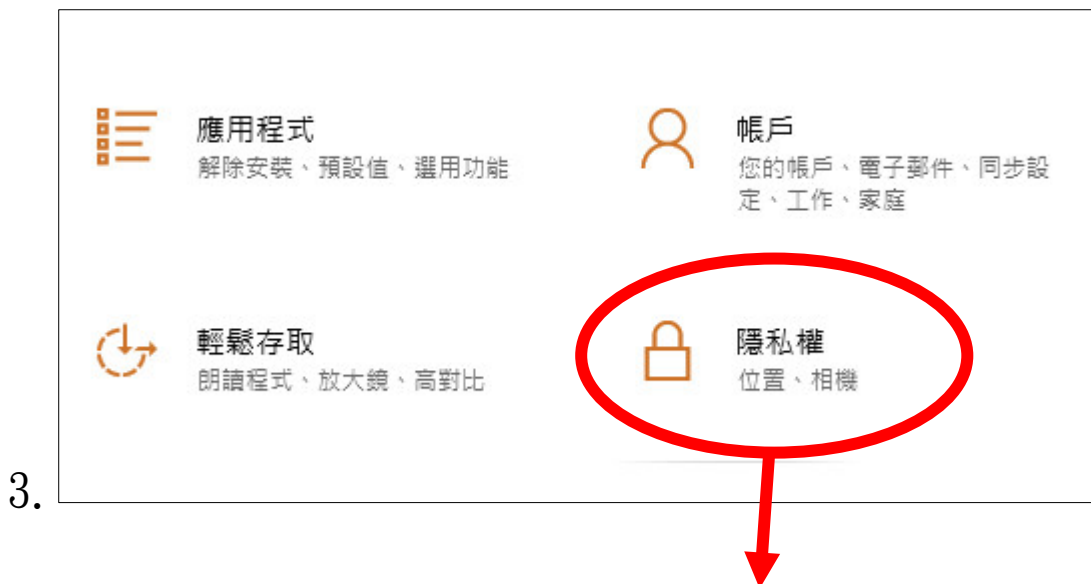 應用程式
解除安裝、預設值、選用功能
帳戶
您的帳戶、電子郵件、同步設
定、工作、家庭
輕鬆存取
朗讀程式、放大鏡、高對比
隱私權
位置、相機
3.